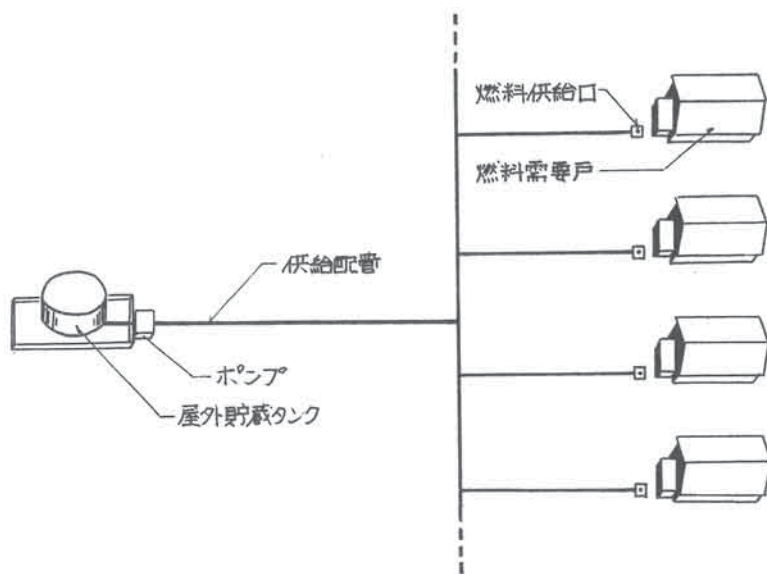 燃料供給口
燃料需要戸
供給配管
ポンプ
屋外貯蔵タンク